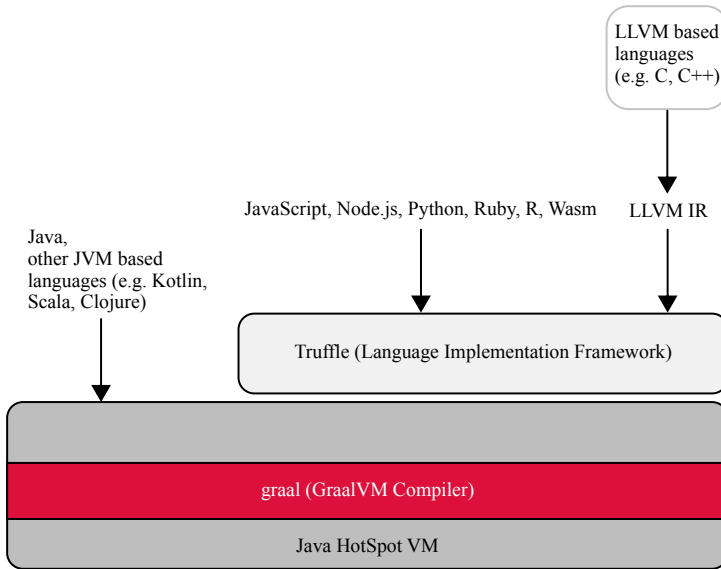 LLVM based
languages
(e.g. C, C++)
JavaScript, Node.js, Python, Ruby, R, Wasm
LLVM IR
Java,
other JVM based
languages (e.g. Kotlin,
Scala, Clojure)
Truffle (Language Implementation Framework)
graal (GraalVM Compiler)
Java HotSpot VM